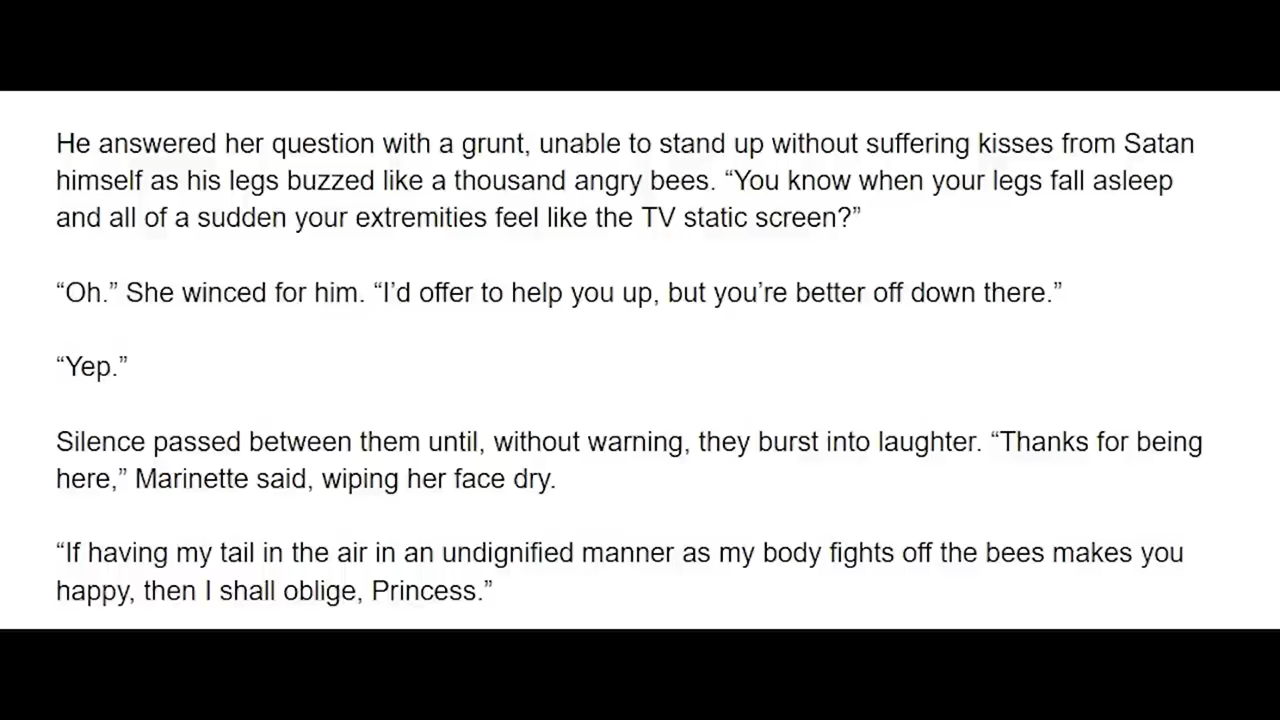 He answered her question with a grunt, unable to stand up without suffering kisses from Satan
himself as his legs buzzed like a thousand angry bees. “You know when your legs fall asleep
and all of a sudden your extremities feel like the TV static screen?”
“Oh.” She winced for him. “I’d offer to help you up, but you’re better off down there.”
“Yep.”
Silence passed between them until, without warning, they burst into laughter. “Thanks for being
here,” Marinette said, wiping her face dry.
“If having my tail in the air in an undignified manner as my body fights off the bees makes you
happy, then I shall oblige, Princess.”